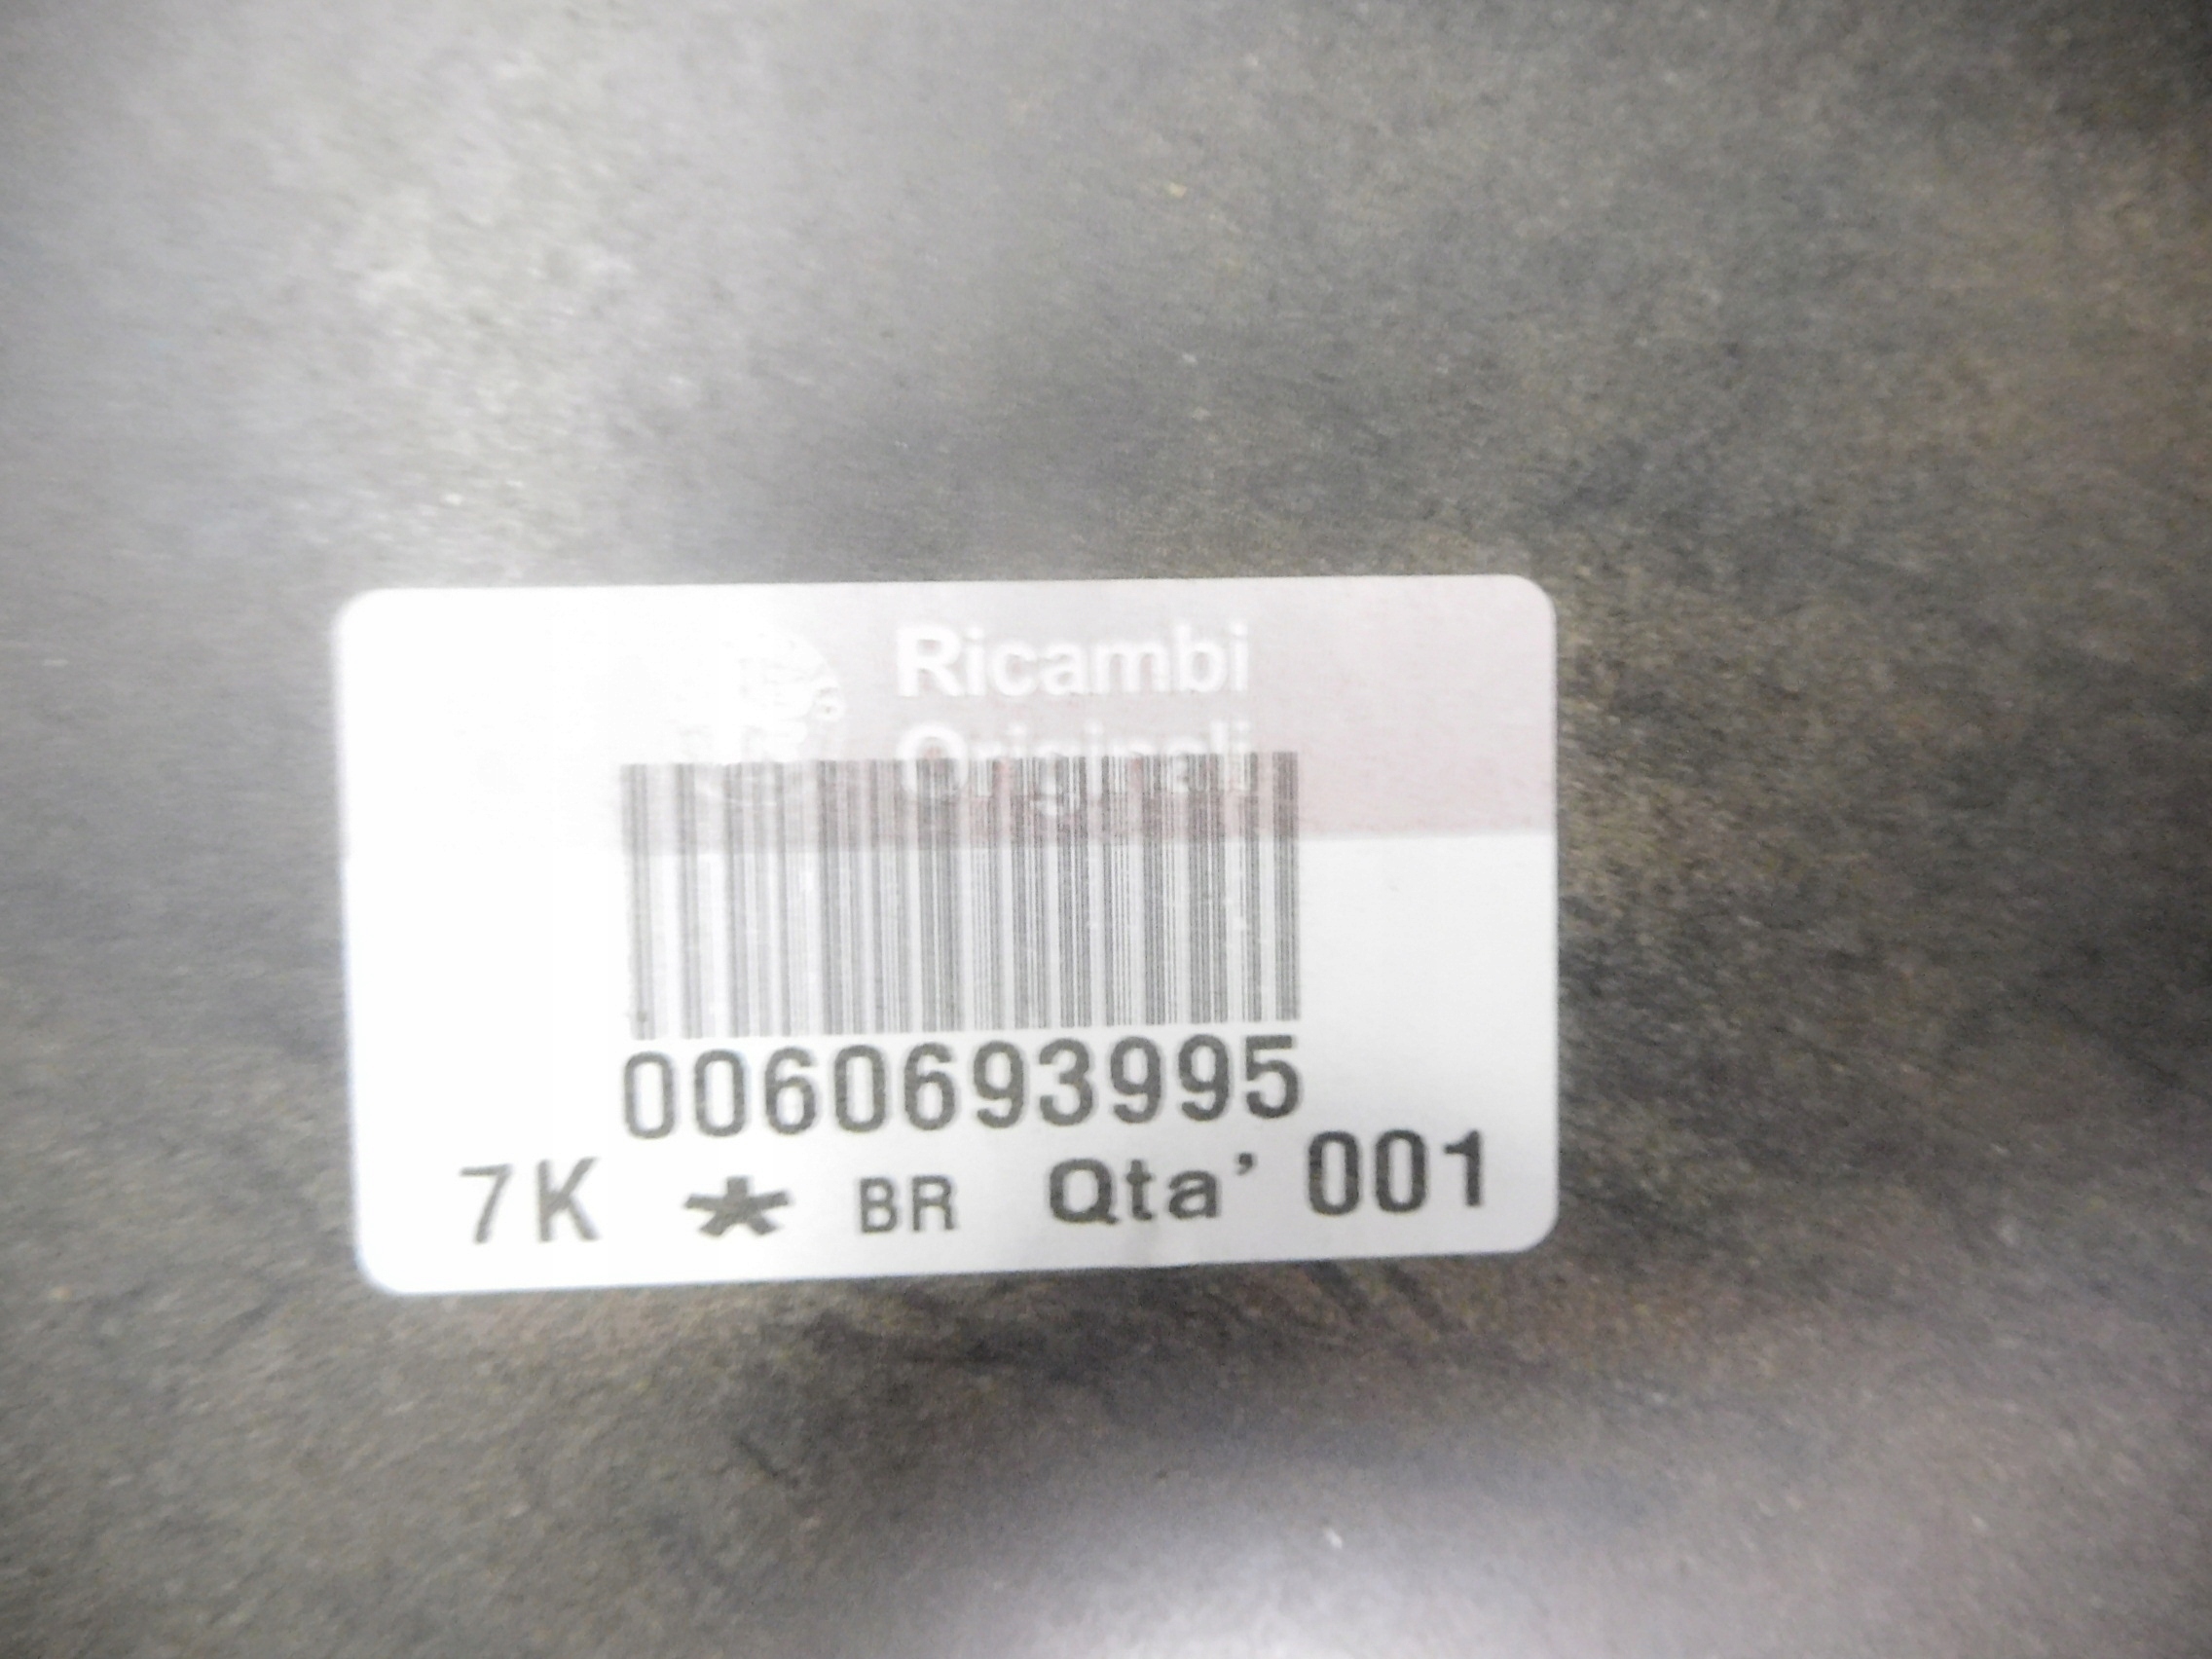 Ricambi
Originali
0060693995
7K * BR Qta' 001